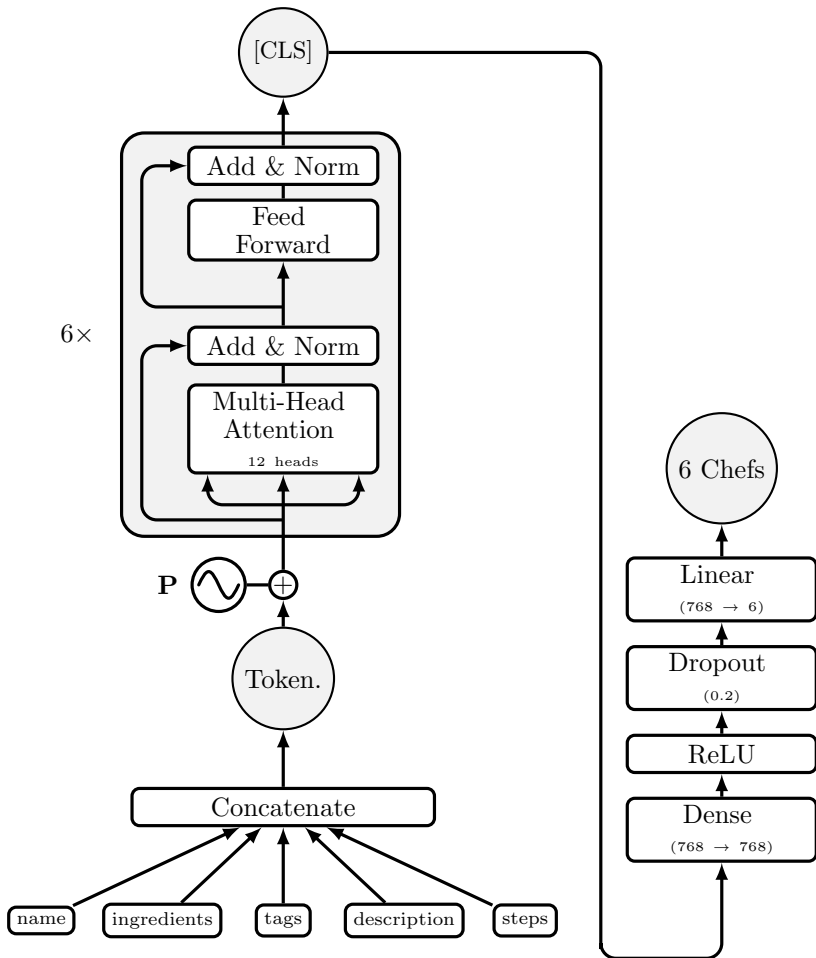 [CLS]
Add & Norm
Feed
Forward
6×
Add & Norm
Multi-Head
Attention
12 heads
P
+
Token.
Concatenate
name
ingredients
tags
description
steps
6 Chefs
Linear
(768 → 6)
Dropout
(0.2)
ReLU
Dense
(768 → 768)